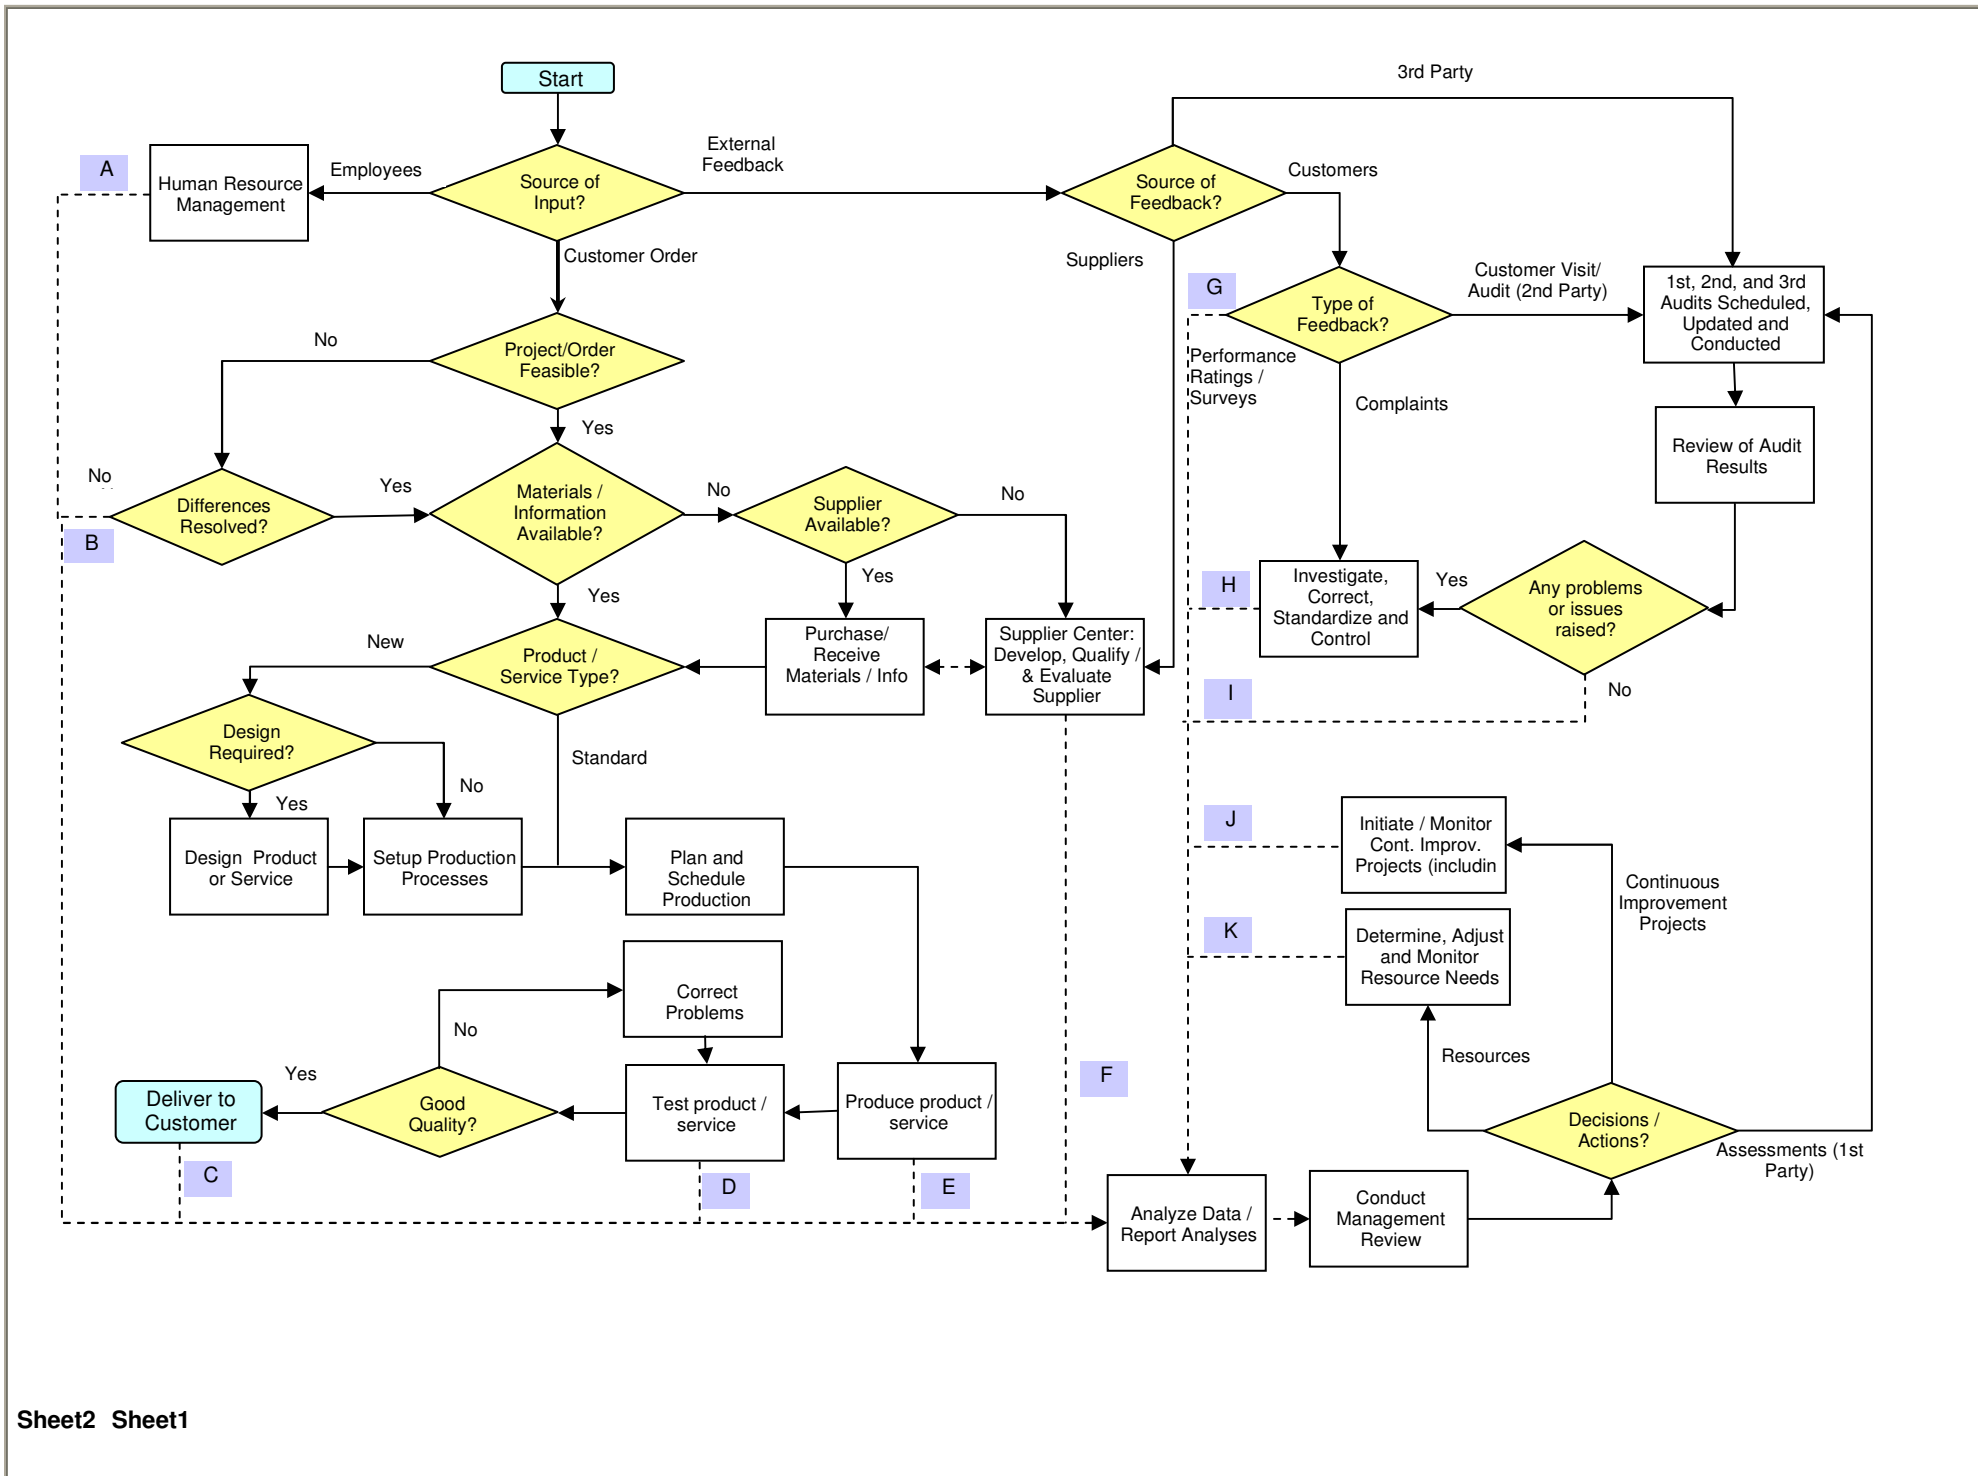 Start
3rd Party
External
Feedback
A
Employees
Human Resource
Management
Source of
Input?
Source of
Feedback?
Customers
Customer Order
Suppliers
G
Customer Visit/
Audit (2nd Party)
1st, 2nd, and 3rd
Audits Scheduled,
Updated and
Conducted
Type of
Feedback?
No
Project/Order
Feasible?
Performance
Ratings /
Surveys
Complaints
Yes
Review of Audit
Results
No
Differences
Resolved?
Yes
Materials /
Information
Available?
No
Supplier
Available?
No
B
Yes
Yes
H
Investigate,
Correct,
Standardize and
Control
Yes
Any problems
or issues
raised?
New
Product /
Service Type?
Purchase/
Receive
Materials / Info
Supplier Center:
Develop, Qualify /
& Evaluate
Supplier
I
No
Design
Required?
Standard
No
Yes
Design Product
or Service
Setup Production
Processes
Plan and
Schedule
Production
J
Initiate / Monitor
Cont. Improv.
Projects (includin
Continuous
Improvement
Projects
K
Determine, Adjust
and Monitor
Resource Needs
Correct
Problems
No
Resources
Yes
F
Deliver to
Customer
Good
Quality?
Test product /
service
Produce product /
service
Decisions /
Actions?
Assessments (1st
Party)
C
D
E
Analyze Data /
Report Analyses
Conduct
Management
Review
Sheet2 Sheet1